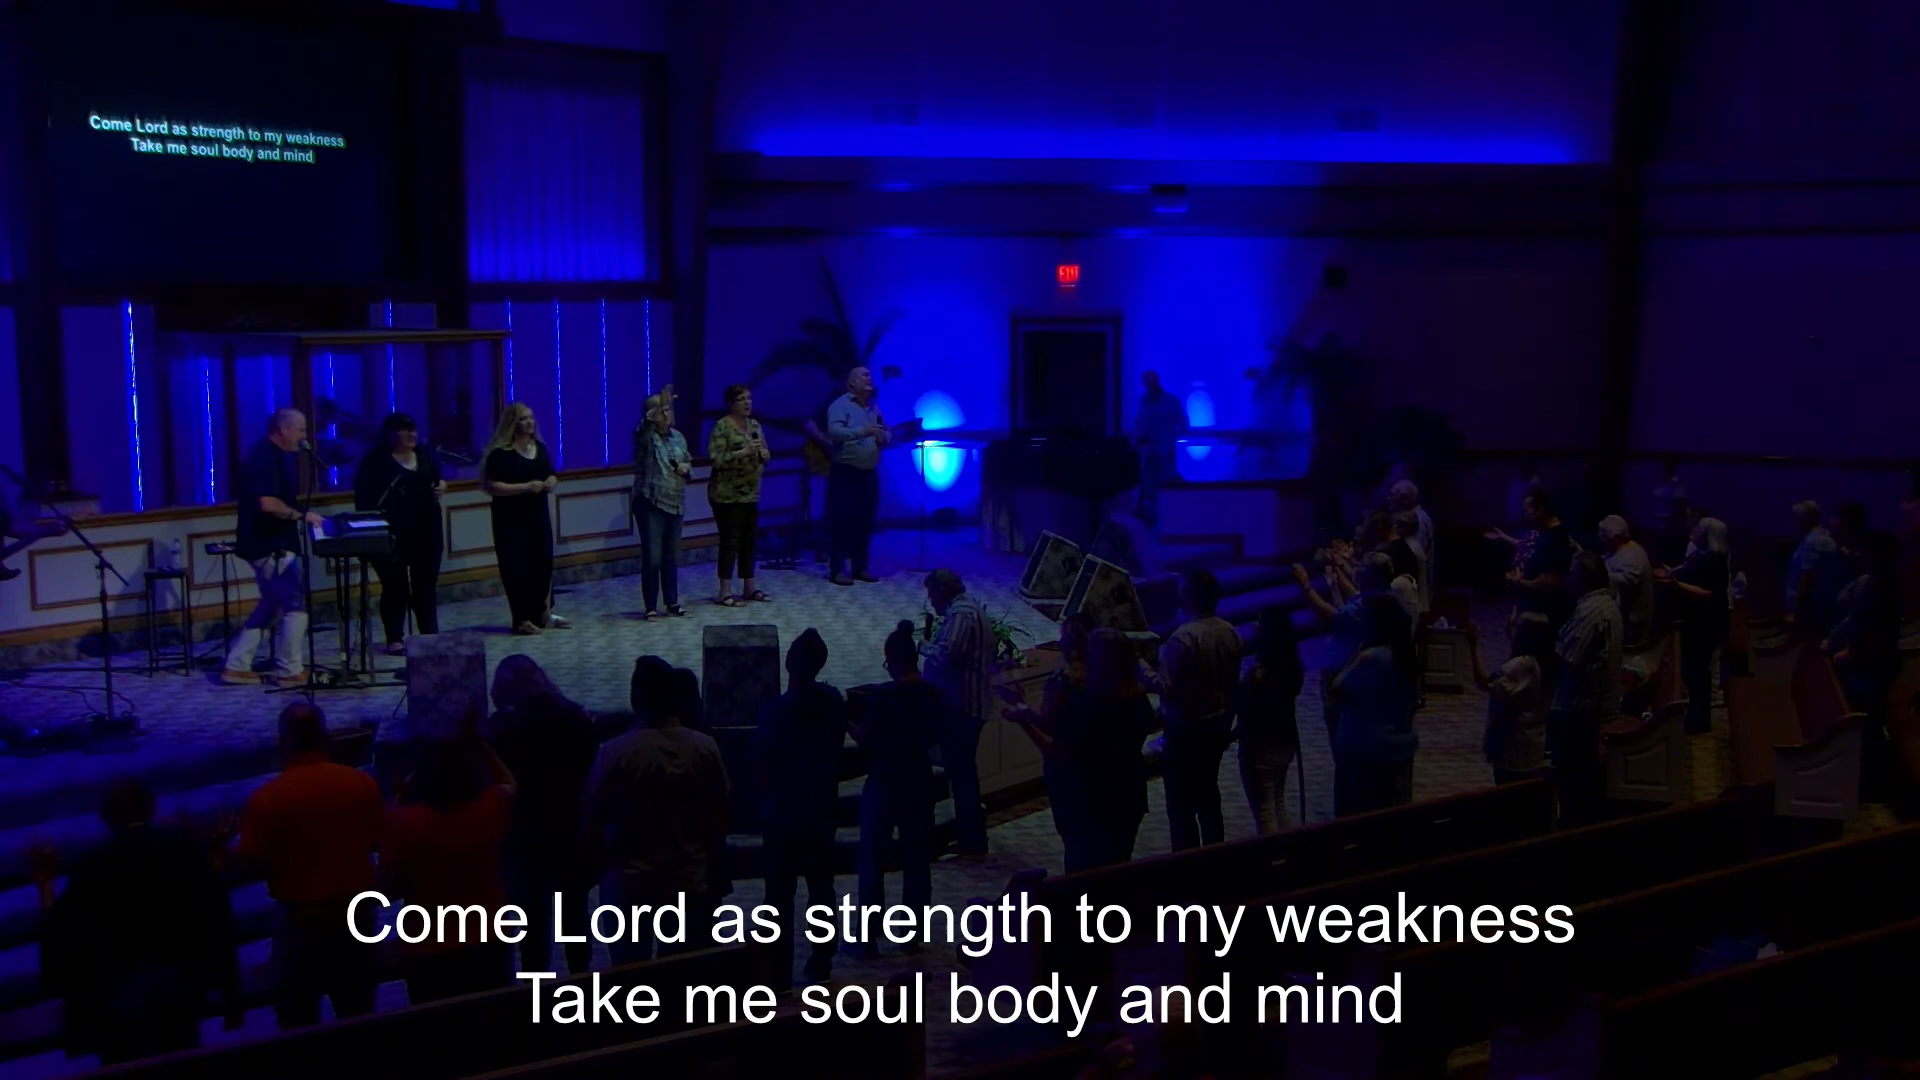 Come Lord as strength to my weakness
Take me soul body and mind
EXIT
Come Lord as strength to my weakness
Take me soul body and mind